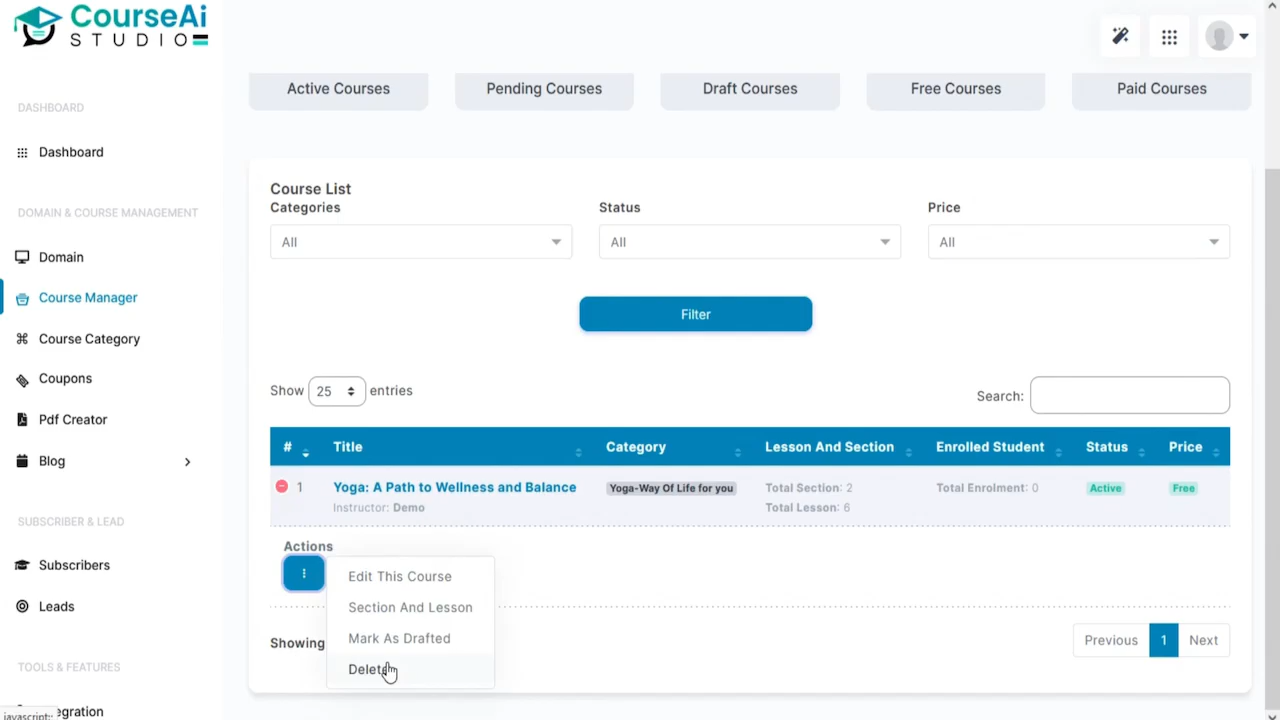 CourseAi
STUDIO
DASHBOARD
Dashboard
DOMAIN & COURSE MANAGEMENT
Domain
Course Manager
Course Category
Coupons
Pdf Creator
Blog
SUBSCRIBER & LEAD
Subscribers
Leads
TOOLS & FEATURES
egration
javascript:;
Active Courses
Pending Courses
Draft Courses
Free Courses
Paid Courses
Course List
Categories
Status
Price
All
All
All
Filter
Show 25 entries
Search:
# Title Category Lesson And Section Enrolled Student Status Price
1 Yoga: A Path to Wellness and Balance Yoga-Way Of Life for you Total Section: 2 Total Enrolment: 0 Active Free
Instructor: Demo Total Lesson: 6
Actions
Edit This Course
Section And Lesson
Mark As Drafted
Delete
Showing
Previous 1 Next